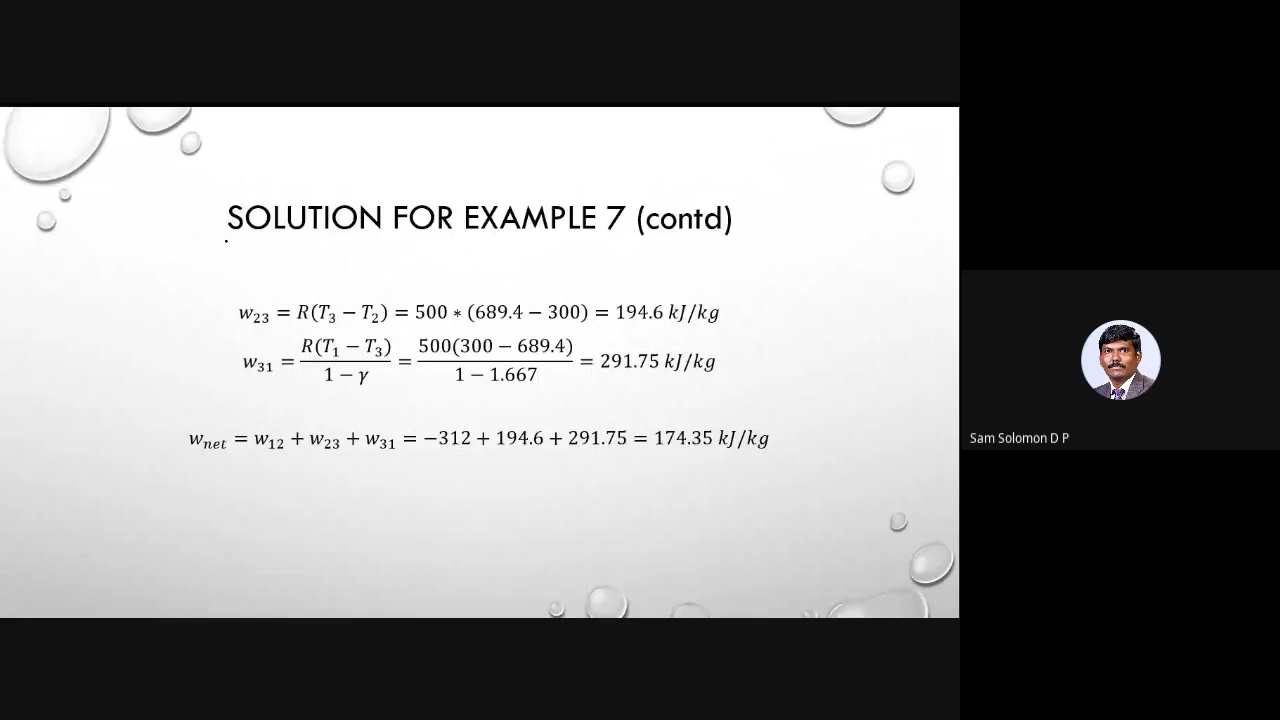 SOLUTION FOR EXAMPLE 7 (contd)
w₂₃ = R(T₃ − T₂) = 500 ∗ (689.4 − 300) = 194.6 kJ/kg
w₃₁ = R(T₁ − T₃) / 1 − γ = 500(300 − 689.4) / 1 − 1.667 = 291.75 kJ/kg
wₙₑₜ = w₁₂ + w₂₃ + w₃₁ = −312 + 194.6 + 291.75 = 174.35 kJ/kg
Sam Solomon D P